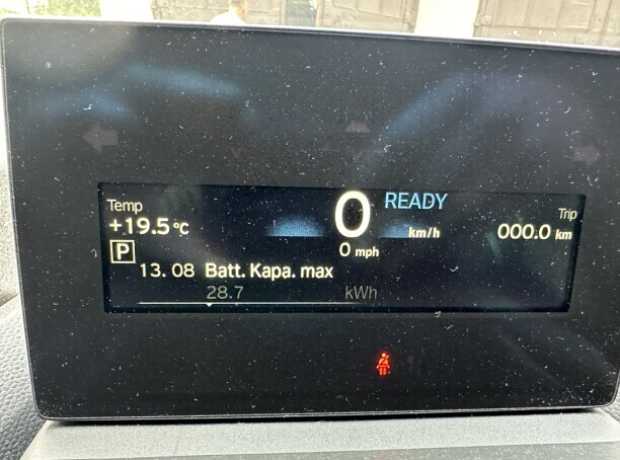 Temp
+19.5 °C
0
READY
km/h
0 mph
Trip
000.0 km
P
13. 08 Batt. Kapa. max
28.7 kWh